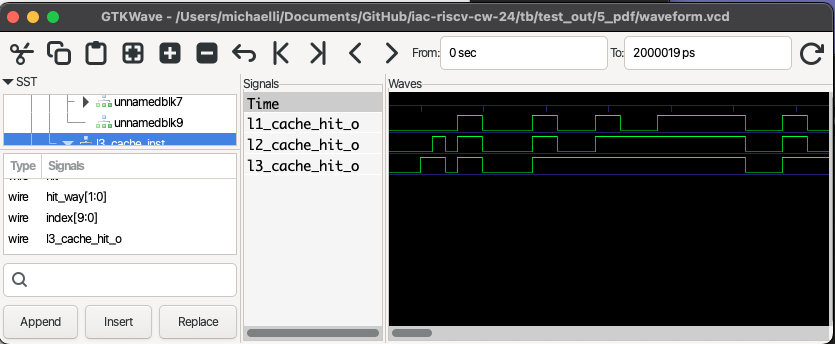 GTKWave - /Users/michaelli/Documents/GitHub/iac-riscv-cw-24/tb/test_out/5_pdf/waveform.vcd
From: 0 sec To: 2000019 ps
SST
unnamedblk7
unnamedblk9
l3_cache_inst
Type Signals
wire hit_way[1:0]
wire index[9:0]
wire l3_cache_hit_o
Append Insert Replace
Signals
Time
l1_cache_hit_o
l2_cache_hit_o
l3_cache_hit_o
Waves